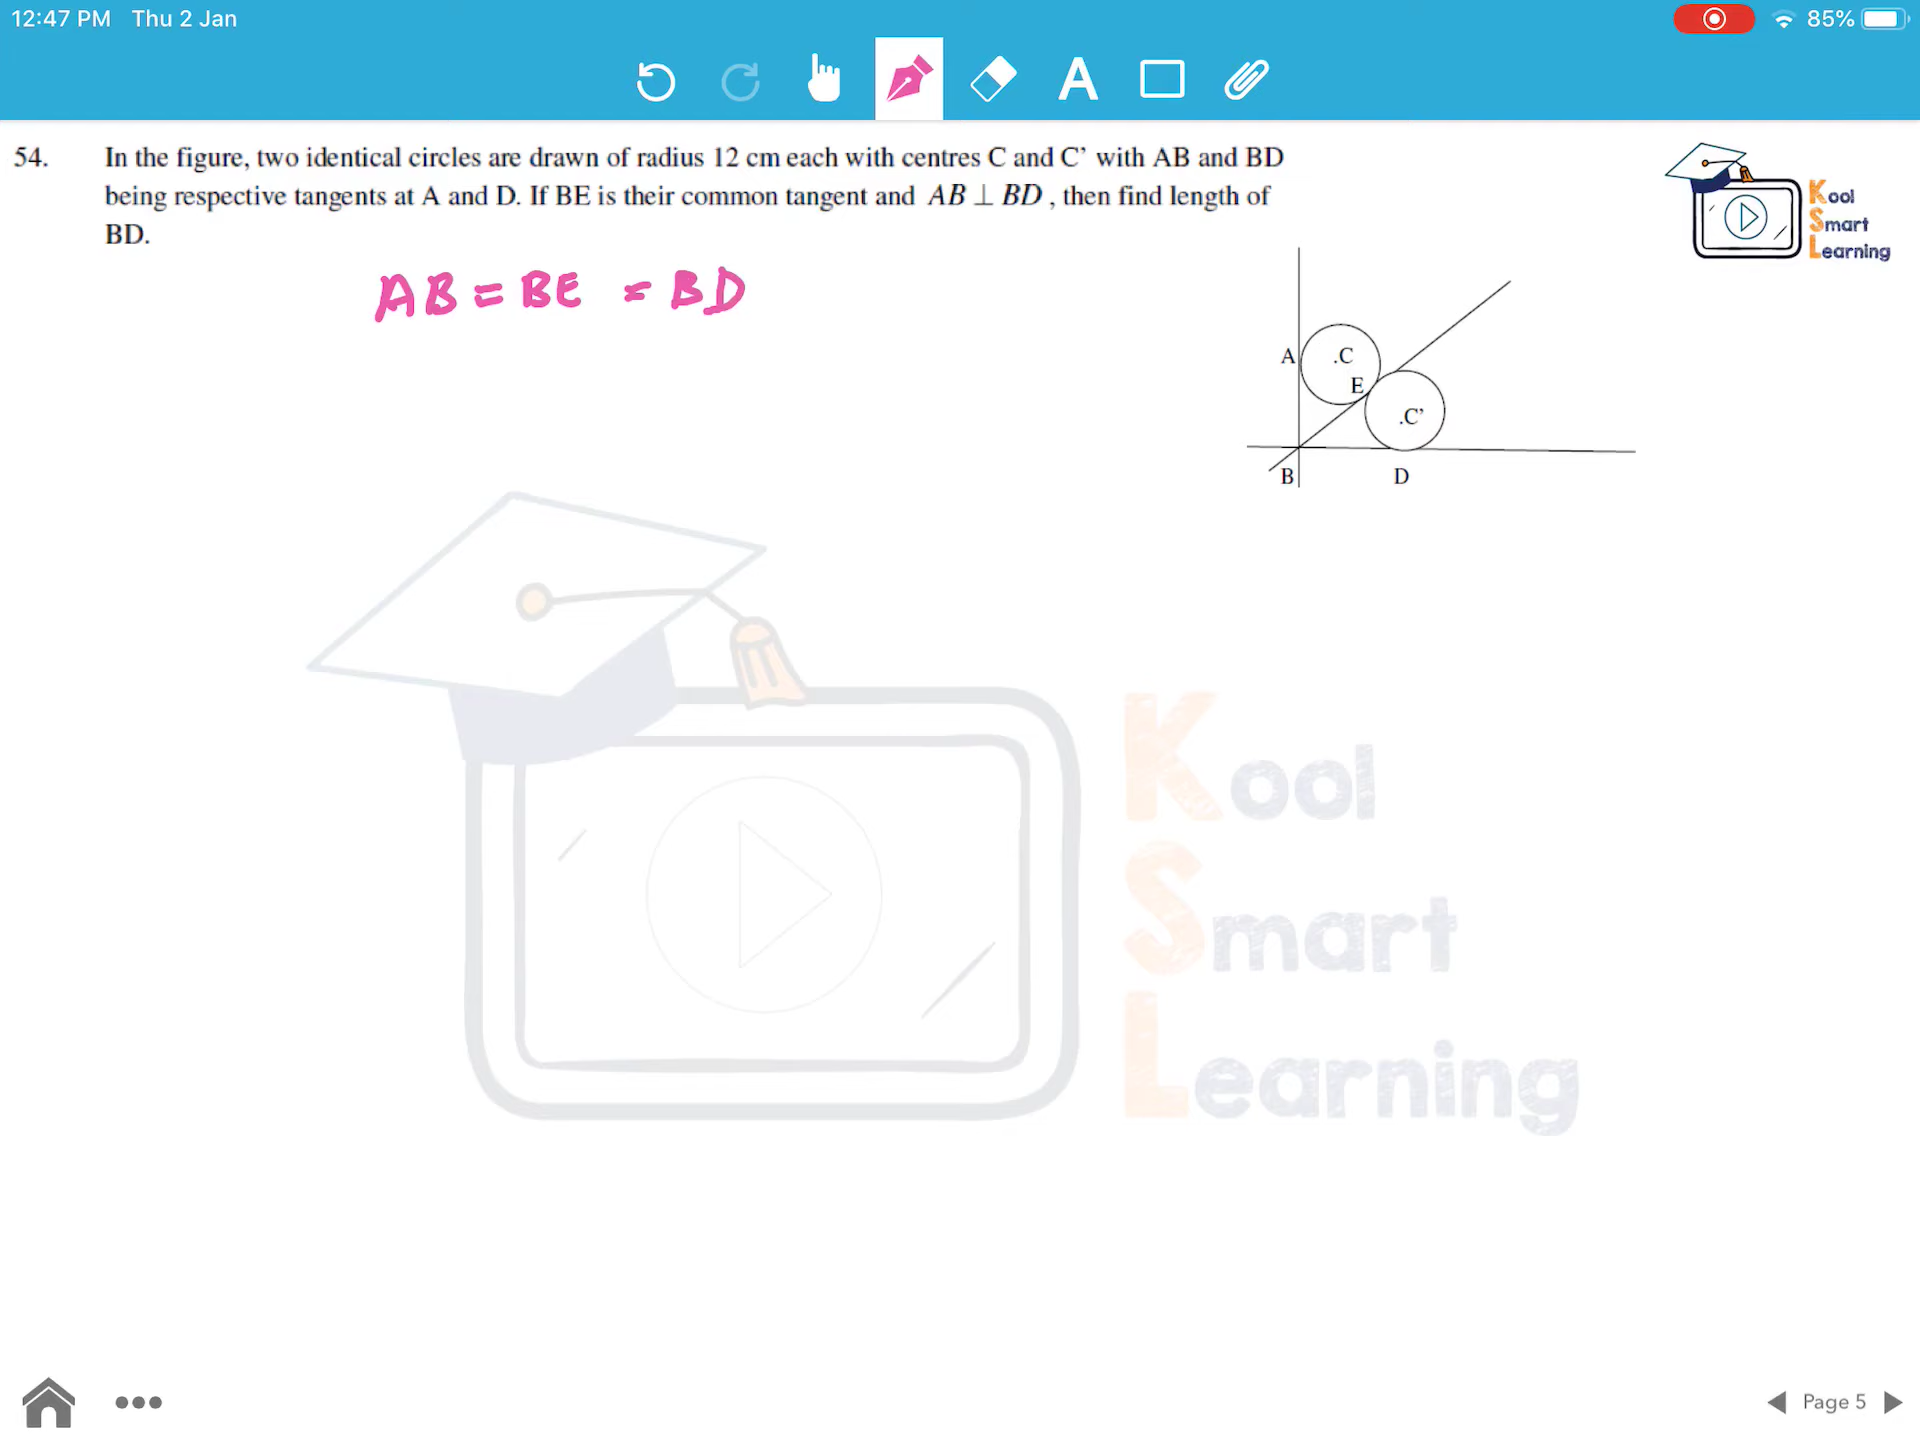 12:47 PM Thu 2 Jan
85%
A
54. In the figure, two identical circles are drawn of radius 12 cm each with centres C and C’ with AB and BD
being respective tangents at A and D. If BE is their common tangent and AB ⊥ BD , then find length of
BD.
Kool
Smart
Learning
AB = BE = BD
A
.C
E
.C’
B
D
Kool
Smart
Learning
Page 5